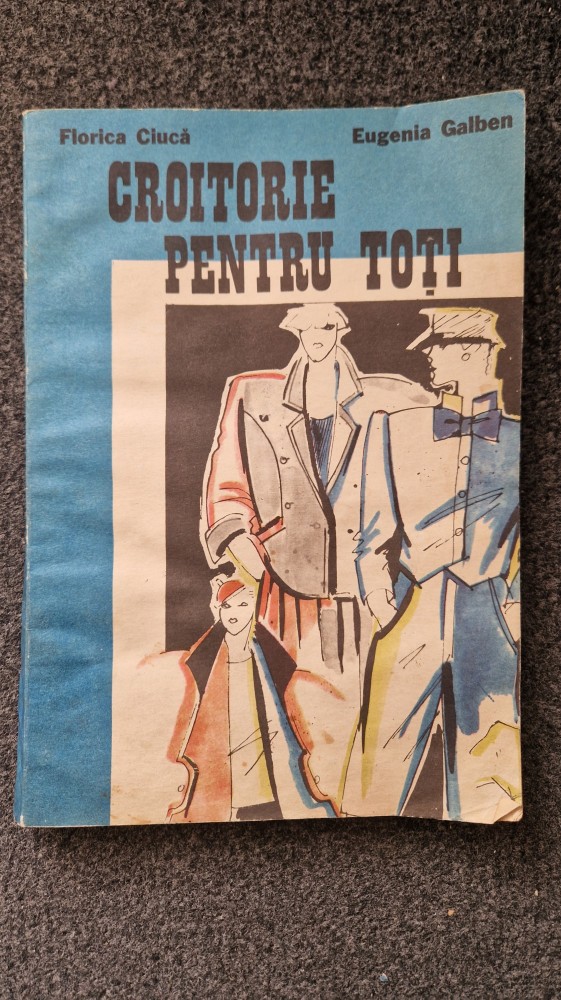 Florica Ciucă Eugenia Galben
CROITORIE
PENTRU TOȚI